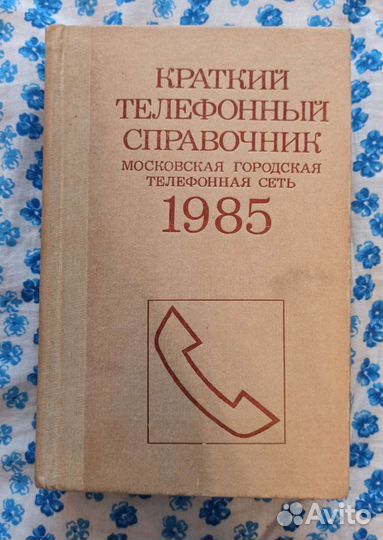 КРАТКИЙ
ТЕЛЕФОННЫЙ
СПРАВОЧНИК
МОСКОВСКАЯ ГОРОДСКАЯ
ТЕЛЕФОННАЯ СЕТЬ
1985
Avito